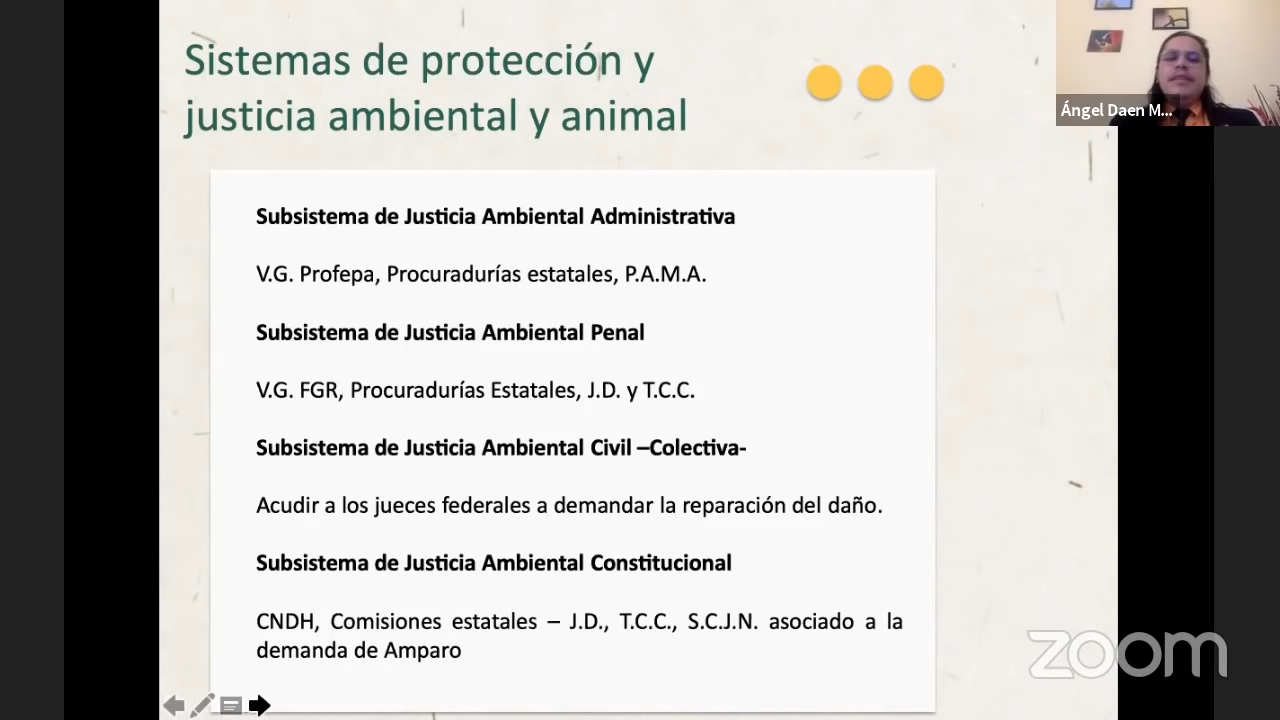 Sistemas de protección y
justicia ambiental y animal
Ángel Daen M...
Subsistema de Justicia Ambiental Administrativa
V.G. Profepa, Procuradurías estatales, P.A.M.A.
Subsistema de Justicia Ambiental Penal
V.G. FGR, Procuradurías Estatales, J.D. y T.C.C.
Subsistema de Justicia Ambiental Civil –Colectiva-
Acudir a los jueces federales a demandar la reparación del daño.
Subsistema de Justicia Ambiental Constitucional
CNDH, Comisiones estatales – J.D., T.C.C., S.C.J.N. asociado a la
demanda de Amparo
zoom